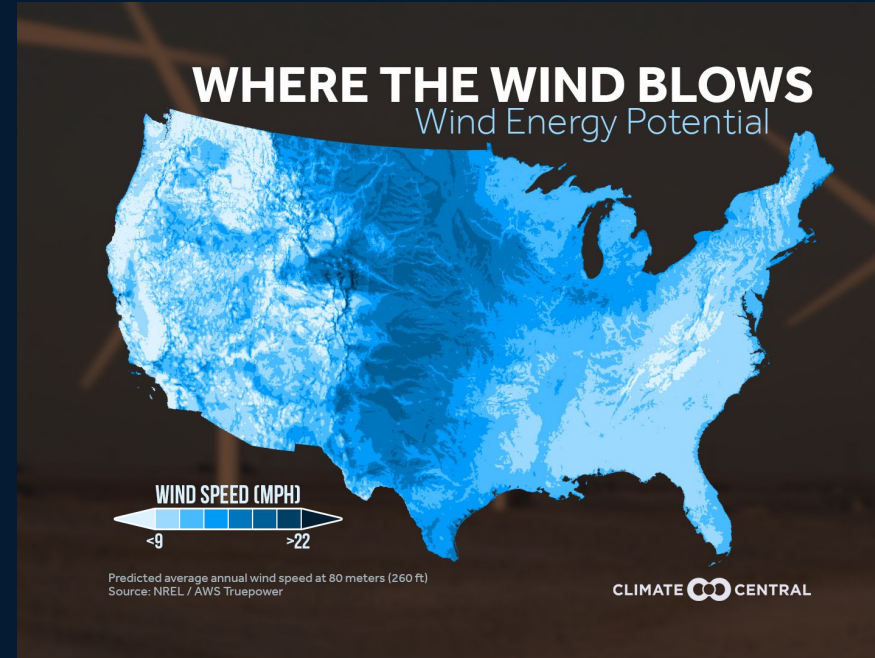 WHERE THE WIND BLOWS
Wind Energy Potential
WIND SPEED (MPH)
<9 >22
Predicted average annual wind speed at 80 meters (260 ft)
Source: NREL / AWS Truepower
CLIMATE CENTRAL